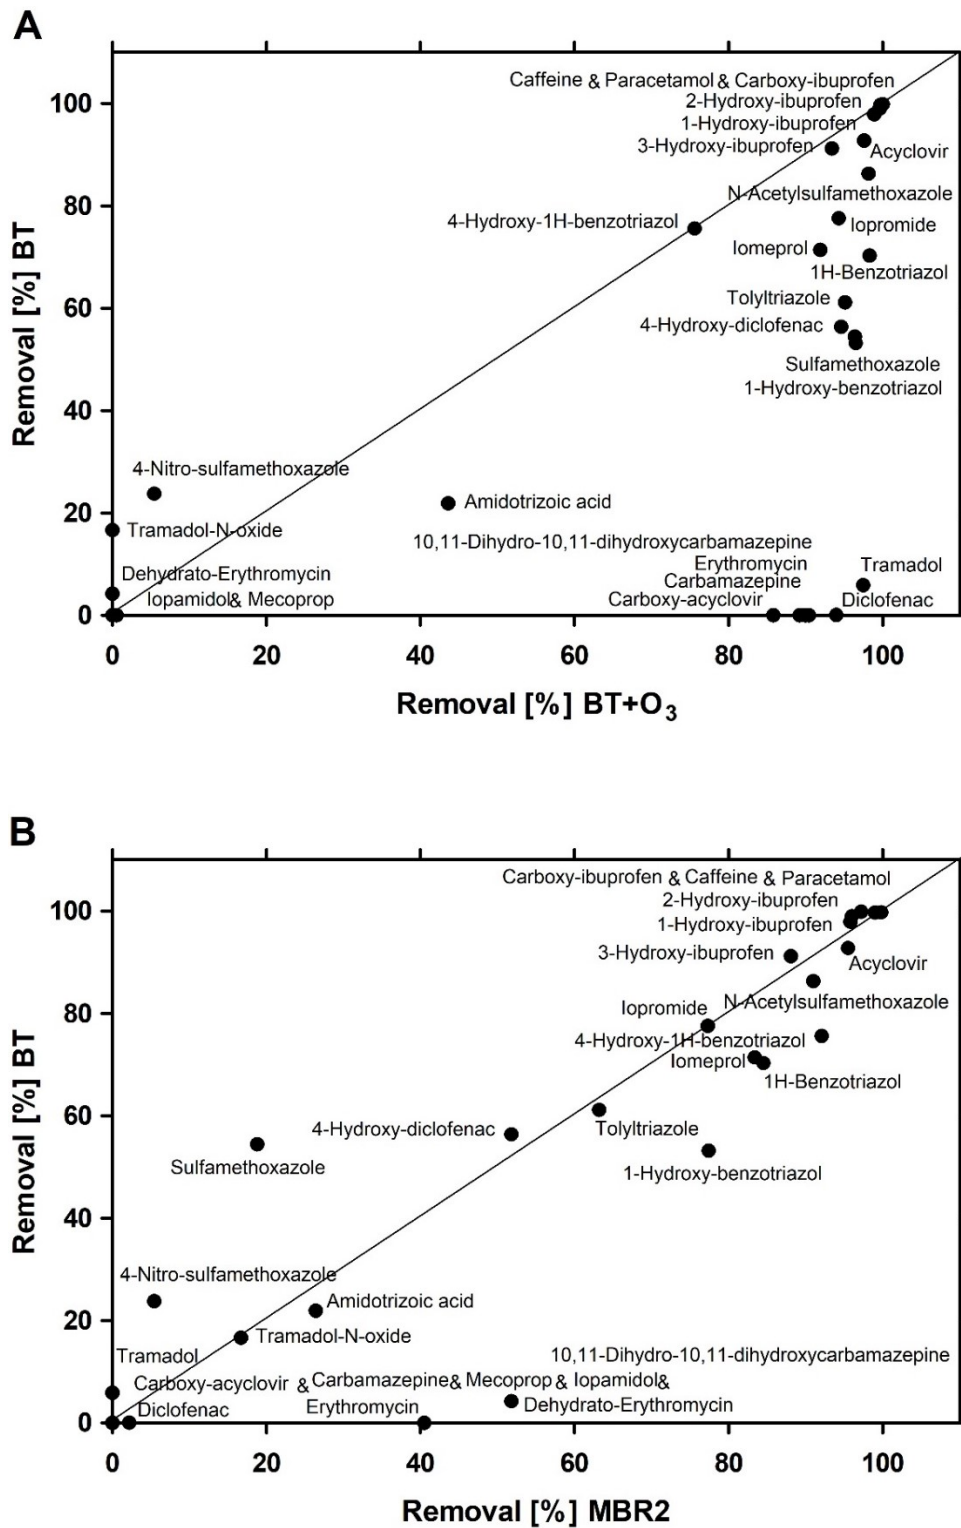 A
Caffeine & Paracetamol & Carboxy-ibuprofen
100
2-Hydroxy-ibuprofen
1-Hydroxy-ibuprofen
3-Hydroxy-ibuprofen
Acyclovir
N-Acetylsulfamethoxazole
80
4-Hydroxy-1H-benzotriazol
Iopromide
Iomeprol
1H-Benzotriazol
Tolyltriazole
60
4-Hydroxy-diclofenac
Sulfamethoxazole
1-Hydroxy-benzotriazol
40
4-Nitro-sulfamethoxazole
Amidotrizoic acid
20
Tramadol-N-oxide
10,11-Dihydro-10,11-dihydroxycarbamazepine
Erythromycin
Tramadol
Dehydrato-Erythromycin
Carbamazepine
Iopamidol& Mecoprop
Carboxy-acyclovir
Diclofenac
0
Removal [%] BT
0 20 40 60 80 100
Removal [%] BT+O3
B
Carboxy-ibuprofen & Caffeine & Paracetamol
2-Hydroxy-ibuprofen
100
1-Hydroxy-ibuprofen
3-Hydroxy-ibuprofen
Acyclovir
Iopromide
N-Acetylsulfamethoxazole
80
4-Hydroxy-1H-benzotriazol
Iomeprol
1H-Benzotriazol
60
4-Hydroxy-diclofenac
Tolyltriazole
Sulfamethoxazole
1-Hydroxy-benzotriazol
40
4-Nitro-sulfamethoxazole
Amidotrizoic acid
20
Tramadol-N-oxide
Tramadol
10,11-Dihydro-10,11-dihydroxycarbamazepine
Carboxy-acyclovir & Carbamazepine& Mecoprop & Iopamidol&
Diclofenac
Erythromycin
Dehydrato-Erythromycin
0
Removal [%] BT
0 20 40 60 80 100
Removal [%] MBR2